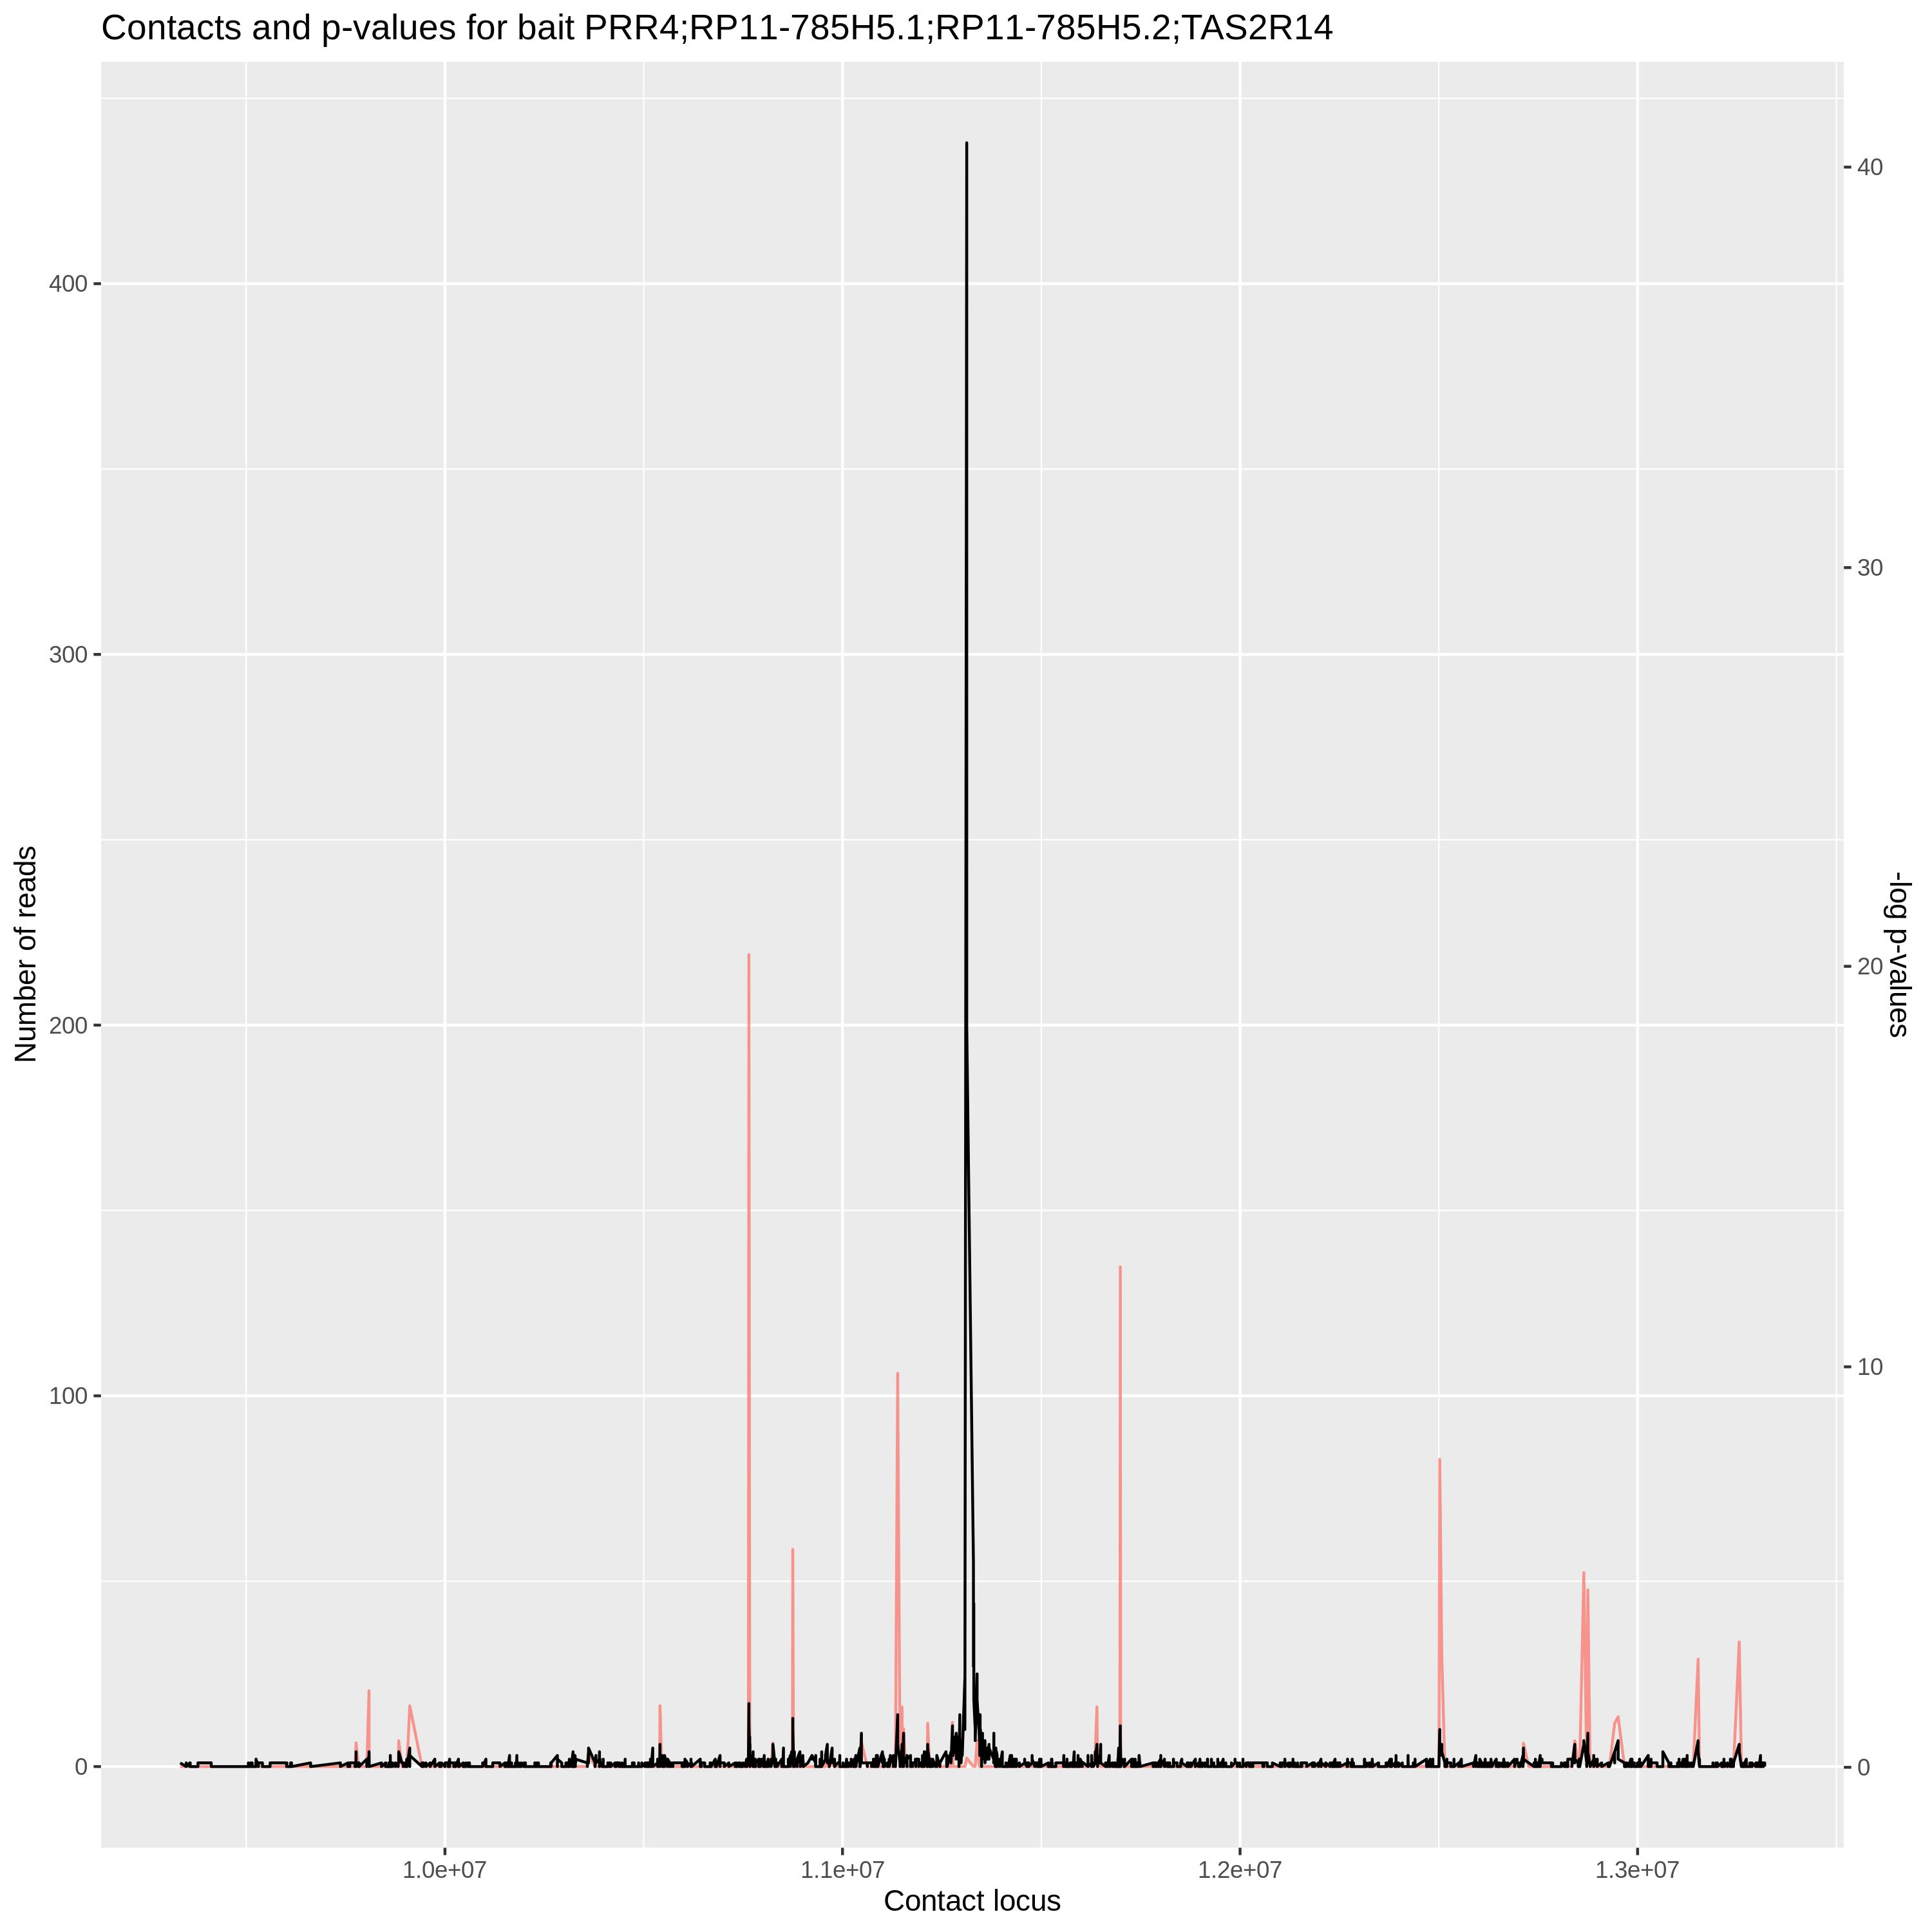 Contacts and p-values for bait PRR4;RP11-785H5.1;RP11-785H5.2;TAS2R14
Number of reads
400
300
200
100
0
40
30
20
10
0
-log p-values
1.0e+07
1.1e+07
1.2e+07
1.3e+07
Contact locus